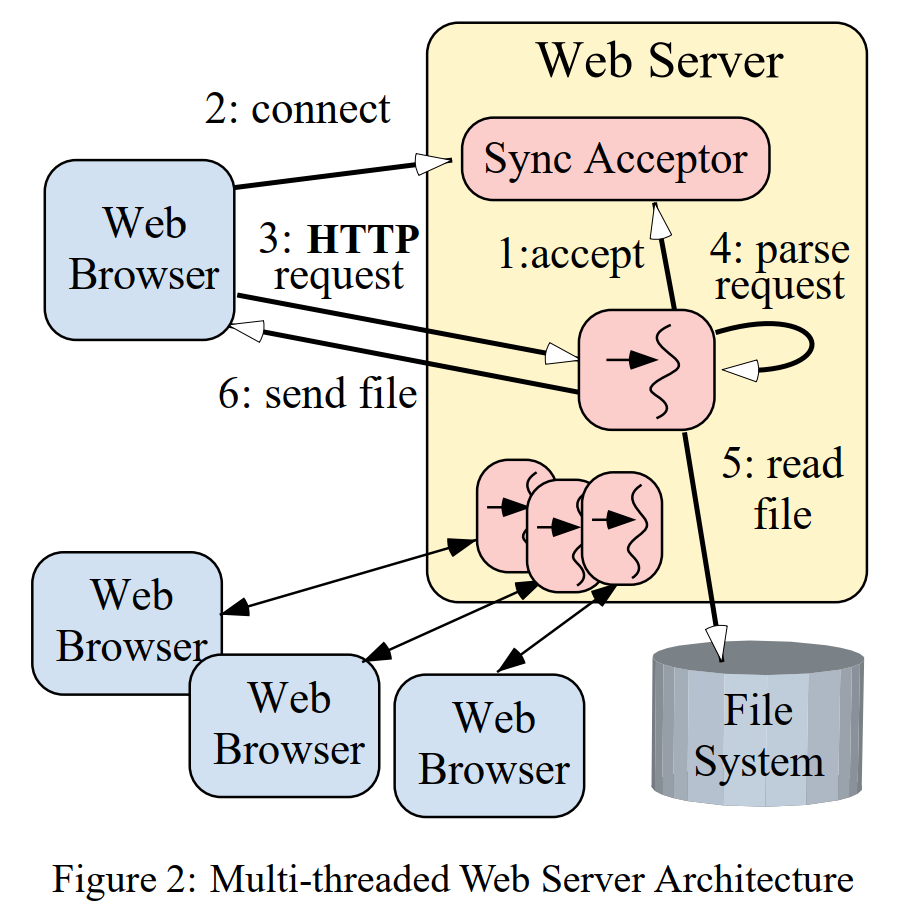 Web Server
2: connect
Sync Acceptor
Web
Browser
3: HTTP
request
1:accept
4: parse
request
6: send file
5: read
file
Web
Browser
Web
Browser
Web
Browser
File
System
Figure 2: Multi-threaded Web Server Architecture